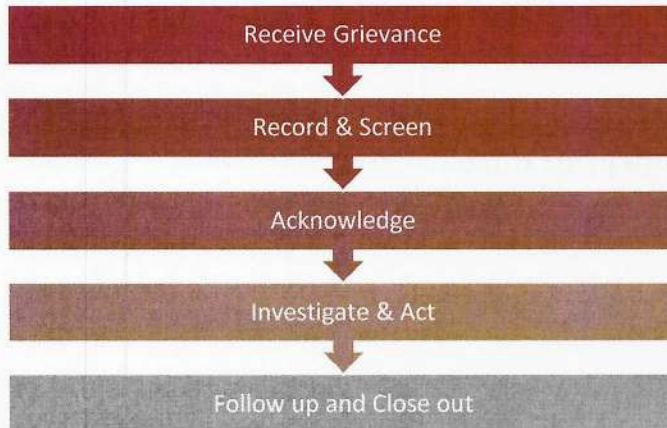 Receive Grievance
Record & Screen
Acknowledge
Investigate & Act
Follow up and Close out